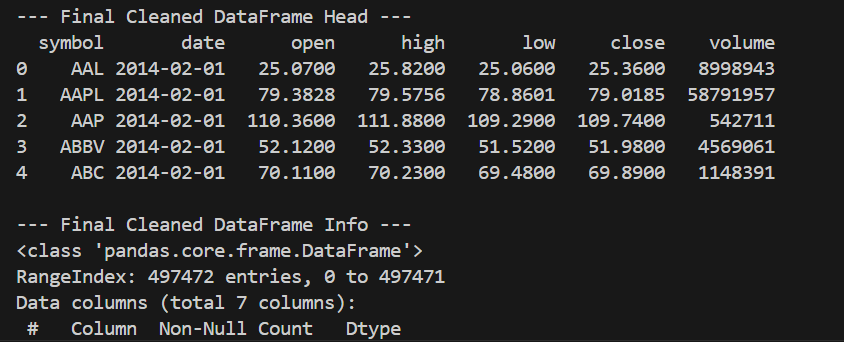 --- Final Cleaned DataFrame Head ---
  symbol       date      open      high       low     close    volume
0    AAL 2014-02-01   25.0700   25.8200   25.0600   25.3600   8998943
1   AAPL 2014-02-01   79.3828   79.5756   78.8601   79.0185  58791957
2    AAP 2014-02-01  110.3600  111.8800  109.2900  109.7400    542711
3   ABBV 2014-02-01   52.1200   52.3300   51.5200   51.9800   4569061
4    ABC 2014-02-01   70.1100   70.2300   69.4800   69.8900   1148391
--- Final Cleaned DataFrame Info ---
<class 'pandas.core.frame.DataFrame'>
RangeIndex: 497472 entries, 0 to 497471
Data columns (total 7 columns):
 #   Column  Non-Null Count   Dtype